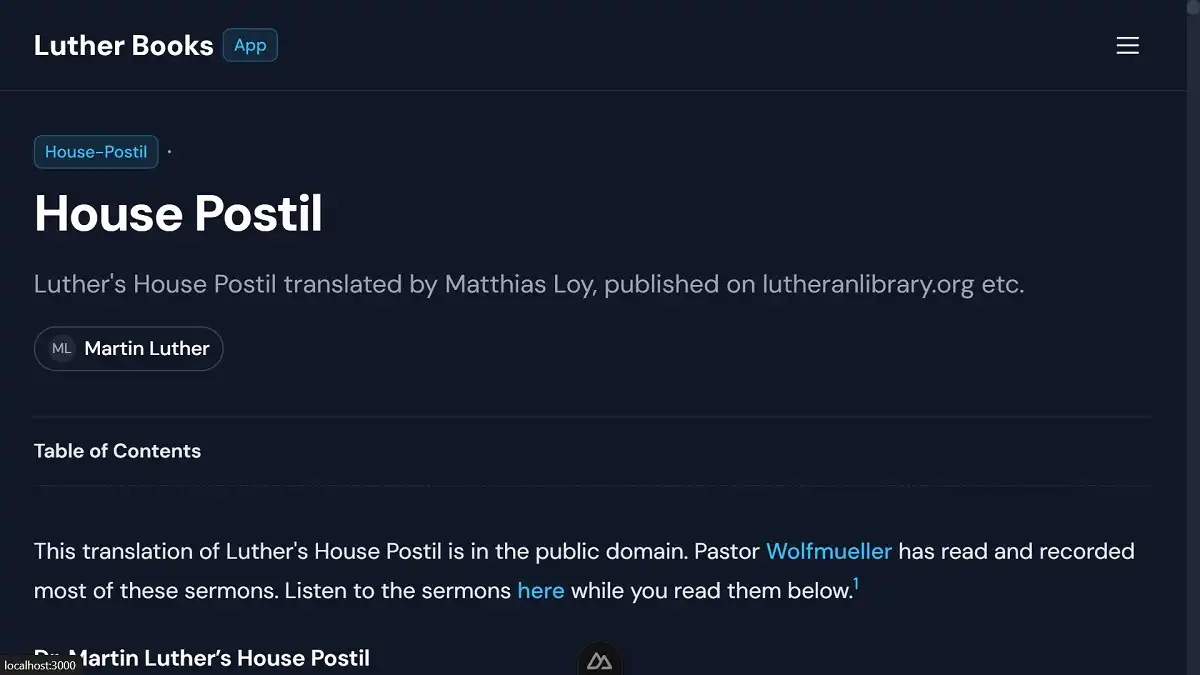 Luther Books App
House-Postil ·
House Postil
Luther's House Postil translated by Matthias Loy, published on lutheranlibrary.org etc.
ML Martin Luther
Table of Contents
This translation of Luther's House Postil is in the public domain. Pastor Wolfmueller has read and recorded
most of these sermons. Listen to the sermons here while you read them below.1
Dr. Martin Luther’s House Postil
localhost:3000